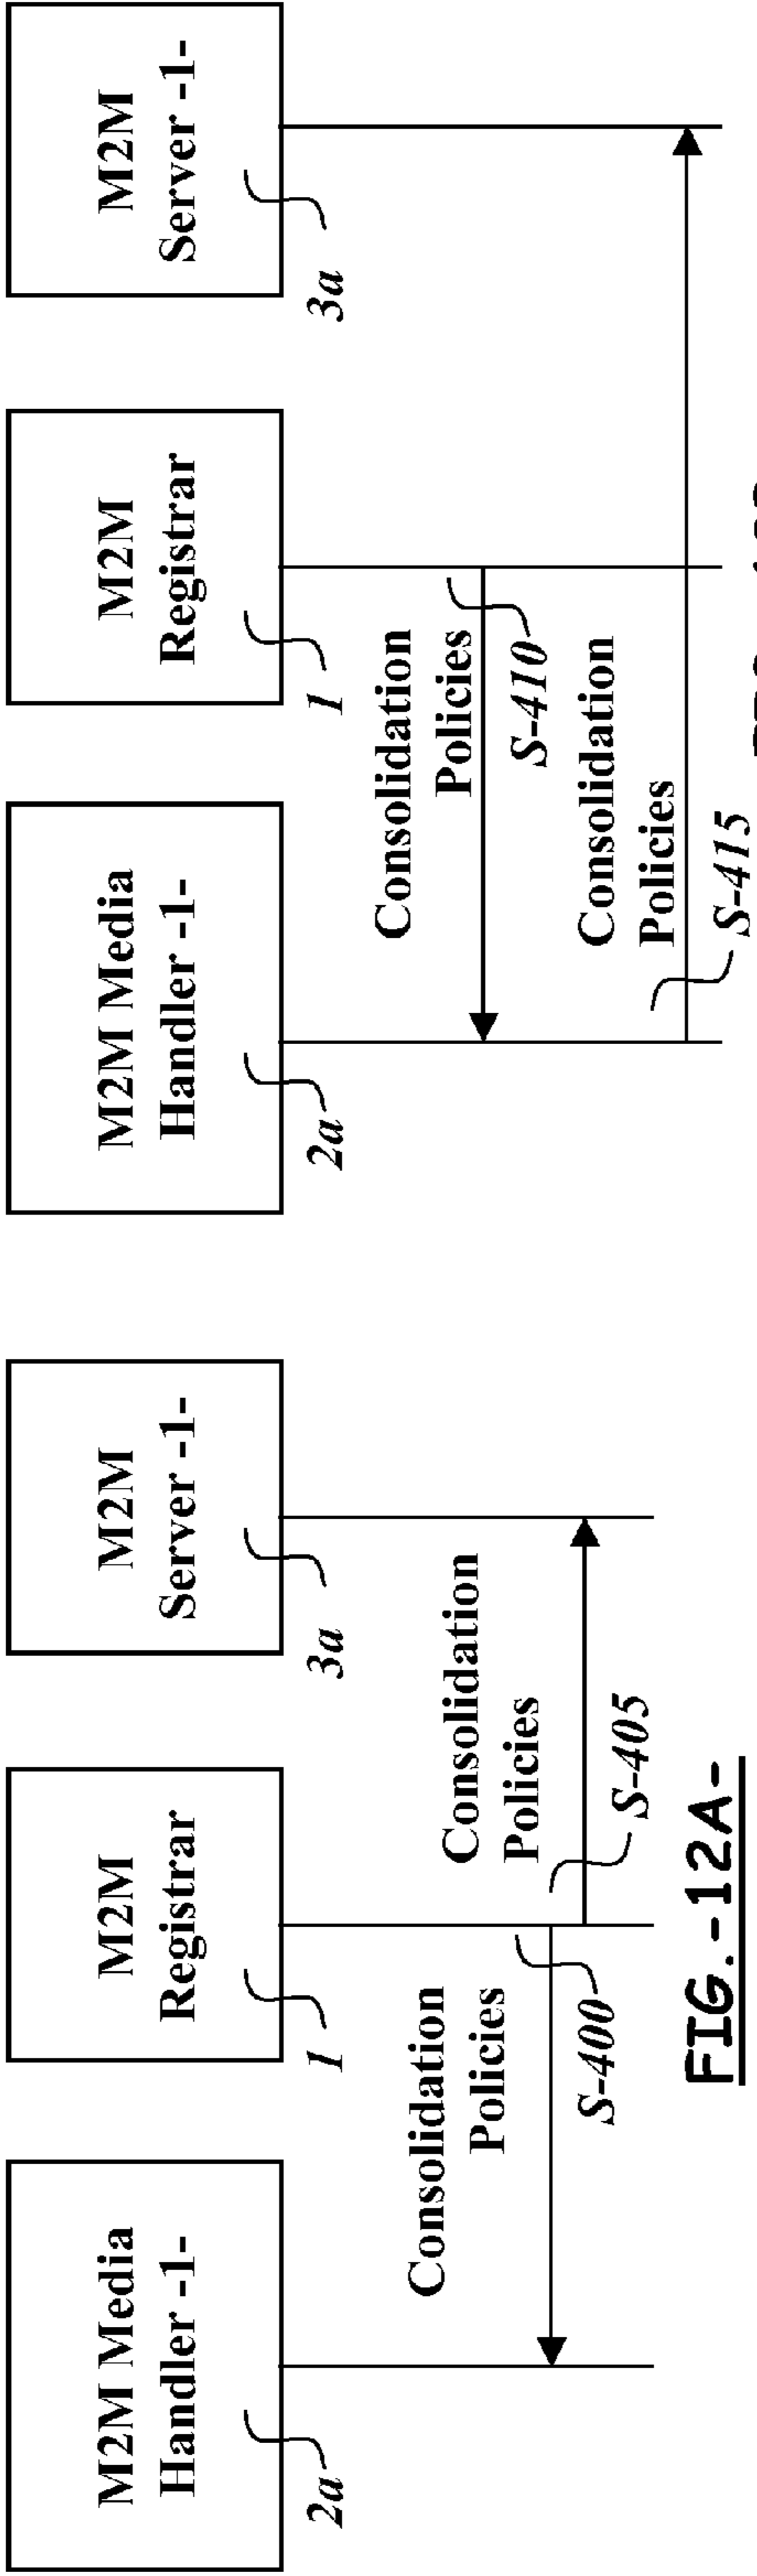 M2M Media
Handler -1-
2a
M2M
Registrar
1
M2M
Server -1-
3a
Consolidation
Policies
S-400
Consolidation
Policies
S-405
FIG.-12A-
M2M Media
Handler -1-
2a
M2M
Registrar
1
M2M
Server -1-
3a
Consolidation
Policies
S-410
Consolidation
Policies
S-415